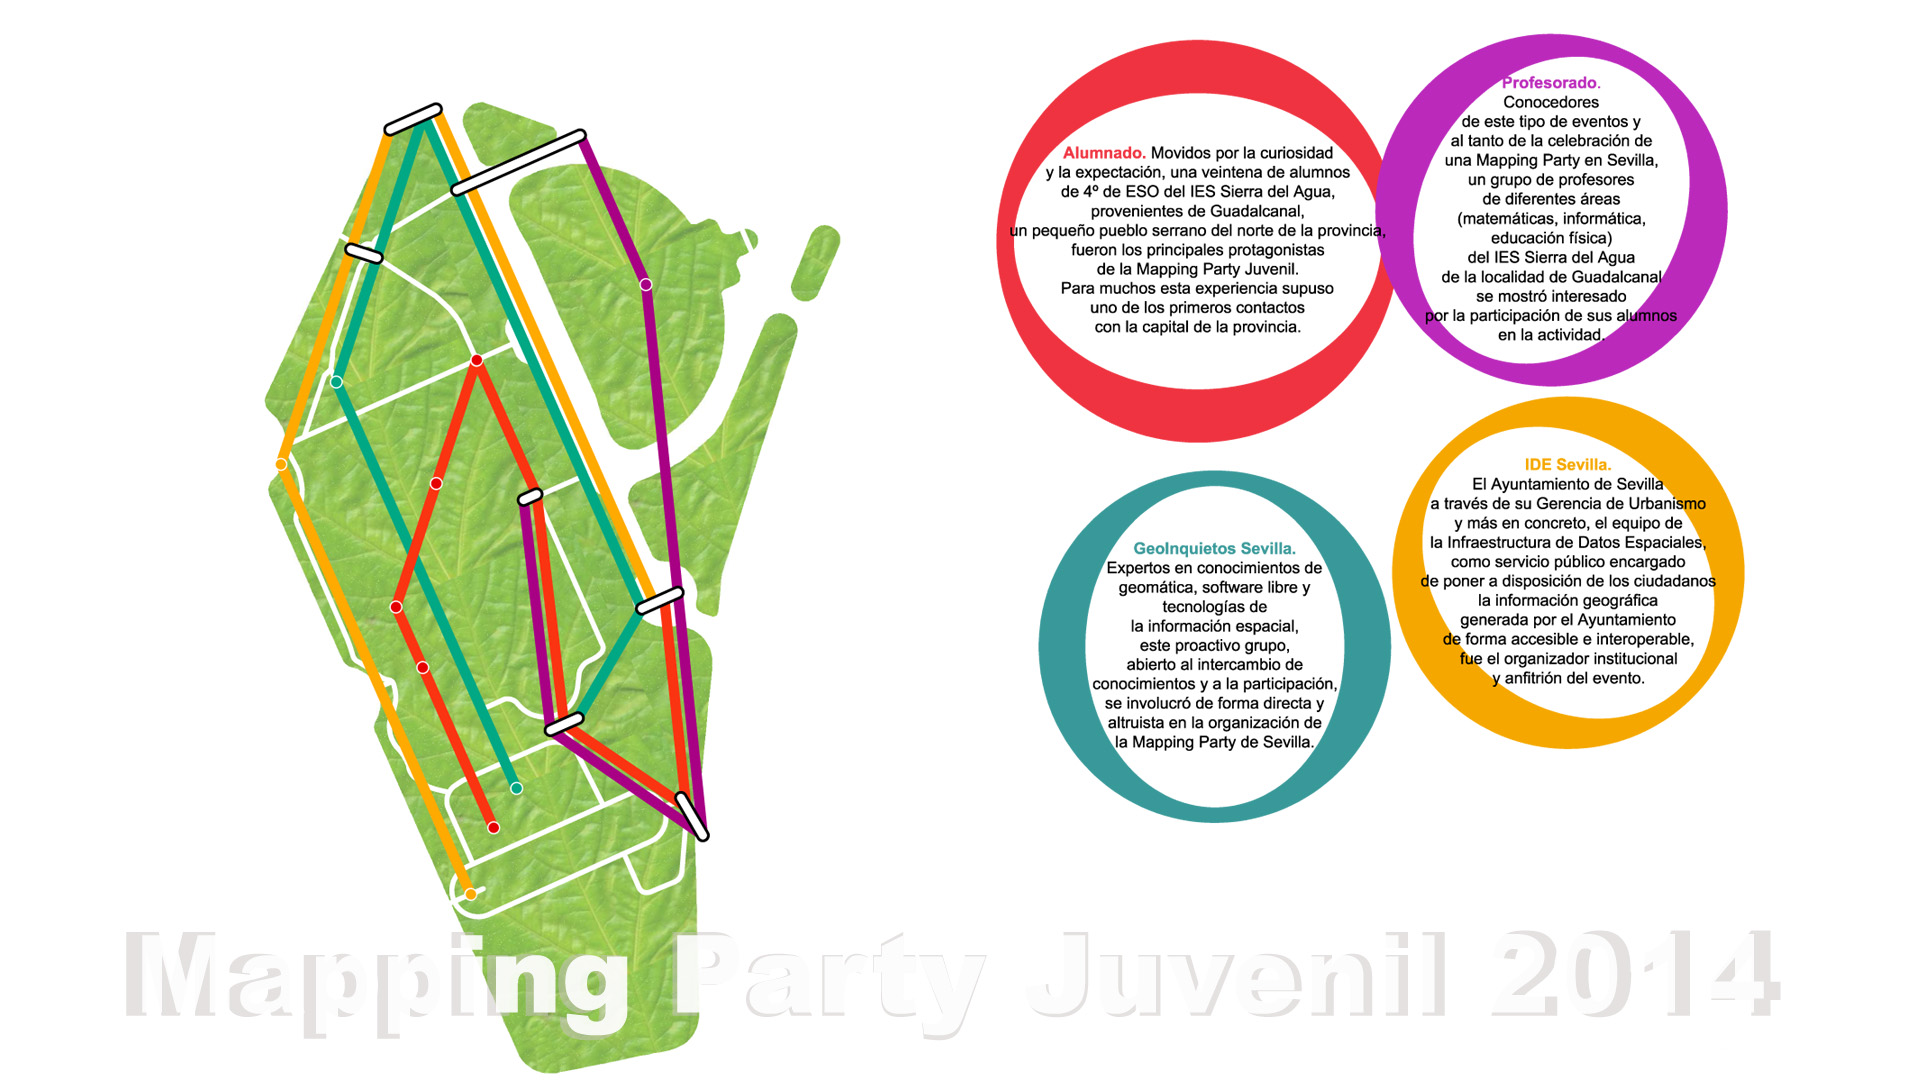 Alumnado. Movidos por la curiosidad
y la expectación, una veintena de alumnos
de 4º de ESO del IES Sierra del Agua,
provenientes de Guadalcanal,
un pequeño pueblo serrano del norte de la provincia,
fueron los principales protagonistas
de la Mapping Party Juvenil.
Para muchos esta experiencia supuso
uno de los primeros contactos
con la capital de la provincia.
Profesorado.
Conocedores
de este tipo de eventos y
al tanto de la celebración de
una Mapping Party en Sevilla,
un grupo de profesores
de diferentes áreas
(matemáticas, informática,
educación física)
del IES Sierra del Agua
de la localidad de Guadalcanal
se mostró interesado
por la participación de sus alumnos
en la actividad.
GeoInquietos Sevilla.
Expertos en conocimientos de
geomática, software libre y
tecnologías de
la información espacial,
este proactivo grupo,
abierto al intercambio de
conocimientos y a la participación,
se involucró de forma directa y
altruista en la organización de
la Mapping Party de Sevilla.
IDE Sevilla.
El Ayuntamiento de Sevilla
a través de su Gerencia de Urbanismo
y más en concreto, el equipo de
la Infraestructura de Datos Espaciales,
como servicio público encargado
de poner a disposición de los ciudadanos
la información geográfica
generada por el Ayuntamiento
de forma accesible e interoperable,
fue el organizador institucional
y anfitrión del evento.
Mapping Party Juvenil 2014